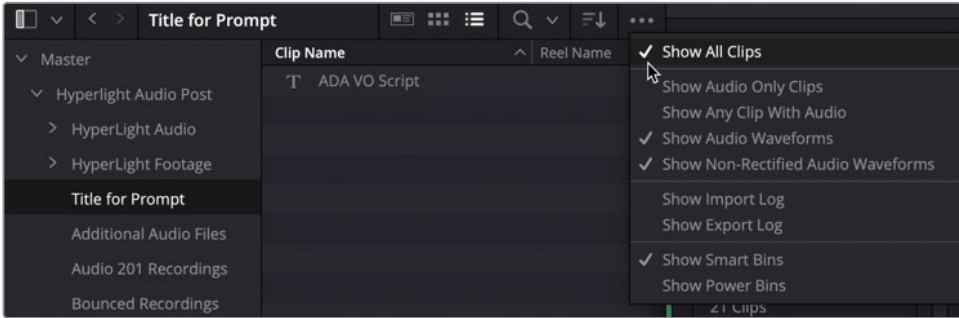 Title for Prompt
Master
Hyperlight Audio Post
HyperLight Audio
HyperLight Footage
Title for Prompt
Additional Audio Files
Audio 201 Recordings
Bounced Recordings
Clip Name
Reel Name
T ADA VO Script
Show All Clips
Show Audio Only Clips
Show Any Clip With Audio
Show Audio Waveforms
Show Non-Rectified Audio Waveforms
Show Import Log
Show Export Log
Show Smart Bins
Show Power Bins
21 Clips